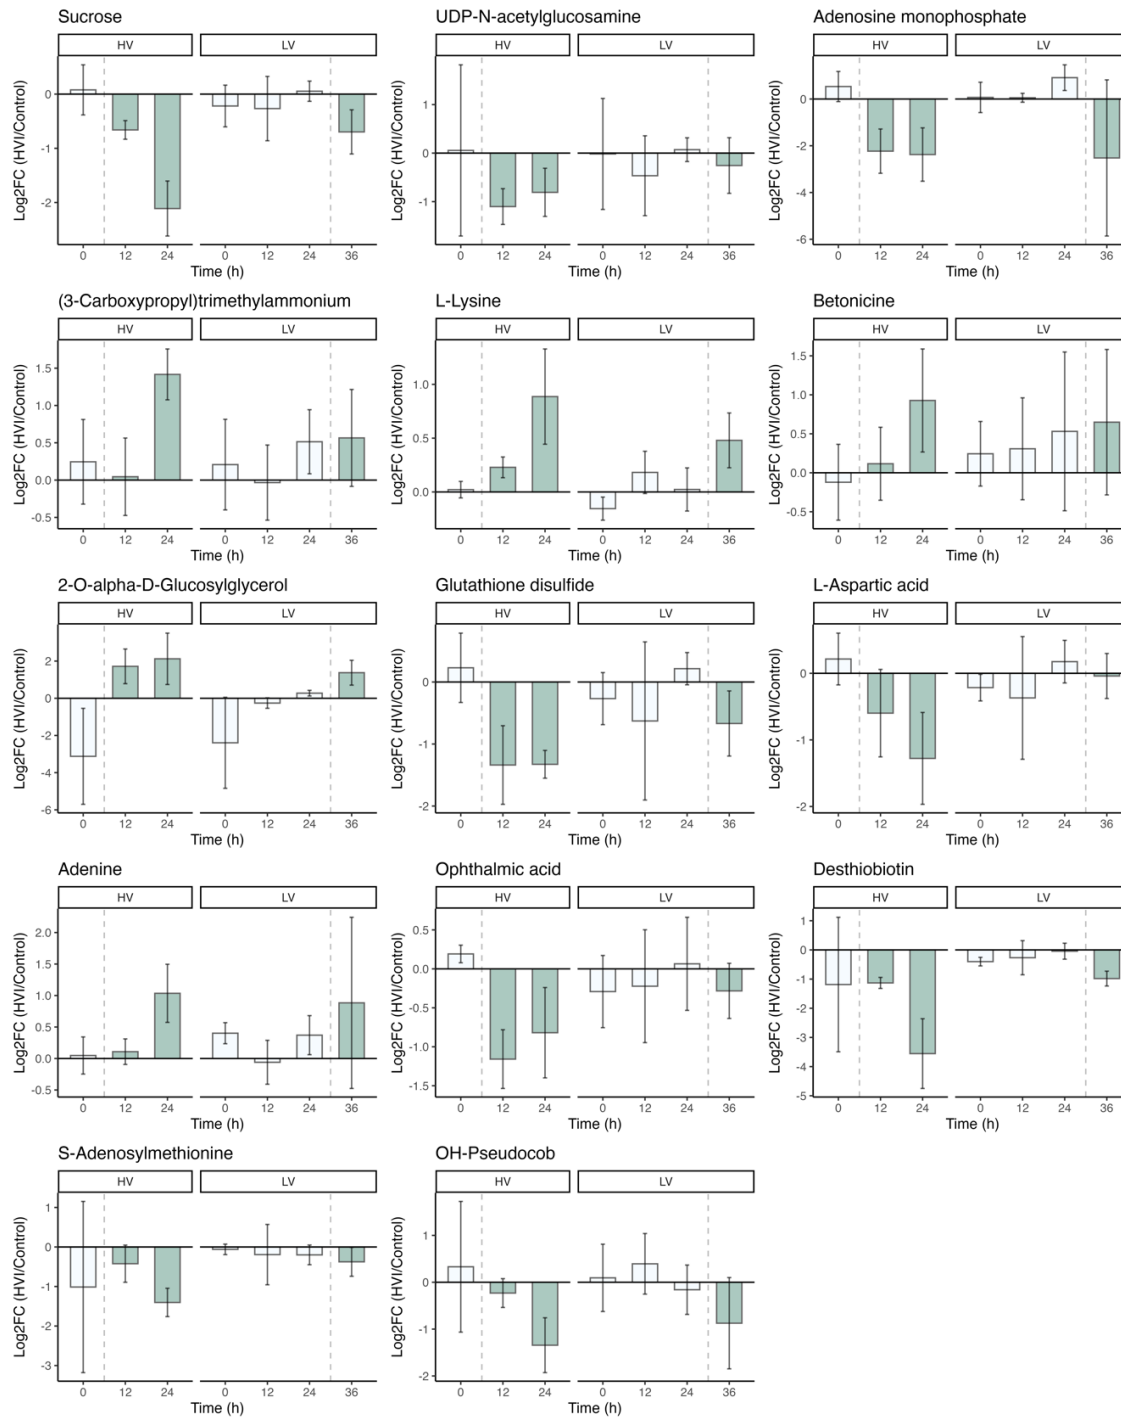 Sucrose
HV LV
Log2FC (HVI/Control)
0
-1
-2
0 12 24 0 12 24 36
Time (h)
UDP-N-acetylglucosamine
HV LV
Log2FC (HVI/Control)
1
0
-1
0 12 24 0 12 24 36
Time (h)
Adenosine monophosphate
HV LV
Log2FC (HVI/Control)
0
-2
-4
-6
0 12 24 0 12 24 36
Time (h)
(3-Carboxypropyl)trimethylammonium
HV LV
Log2FC (HVI/Control)
1.5
1.0
0.5
0.0
-0.5
0 12 24 0 12 24 36
Time (h)
L-Lysine
HV LV
Log2FC (HVI/Control)
1.0
0.5
0.0
0 12 24 0 12 24 36
Time (h)
Betonicine
HV LV
Log2FC (HVI/Control)
1.5
1.0
0.5
0.0
-0.5
0 12 24 0 12 24 36
Time (h)
2-O-alpha-D-Glucosylglycerol
HV LV
Log2FC (HVI/Control)
2
0
-2
-4
-6
0 12 24 0 12 24 36
Time (h)
Glutathione disulfide
HV LV
Log2FC (HVI/Control)
0
-1
-2
0 12 24 0 12 24 36
Time (h)
L-Aspartic acid
HV LV
Log2FC (HVI/Control)
0
-1
-2
0 12 24 0 12 24 36
Time (h)
Adenine
HV LV
Log2FC (HVI/Control)
2.0
1.5
1.0
0.5
0.0
-0.5
0 12 24 0 12 24 36
Time (h)
Ophthalmic acid
HV LV
Log2FC (HVI/Control)
0.5
0.0
-0.5
-1.0
-1.5
0 12 24 0 12 24 36
Time (h)
Desthiobiotin
HV LV
Log2FC (HVI/Control)
1
0
-1
-2
-3
-4
-5
0 12 24 0 12 24 36
Time (h)
S-Adenosylmethionine
HV LV
Log2FC (HVI/Control)
1
0
-1
-2
-3
0 12 24 0 12 24 36
Time (h)
OH-Pseudocob
HV LV
Log2FC (HVI/Control)
1
0
-1
-2
0 12 24 0 12 24 36
Time (h)